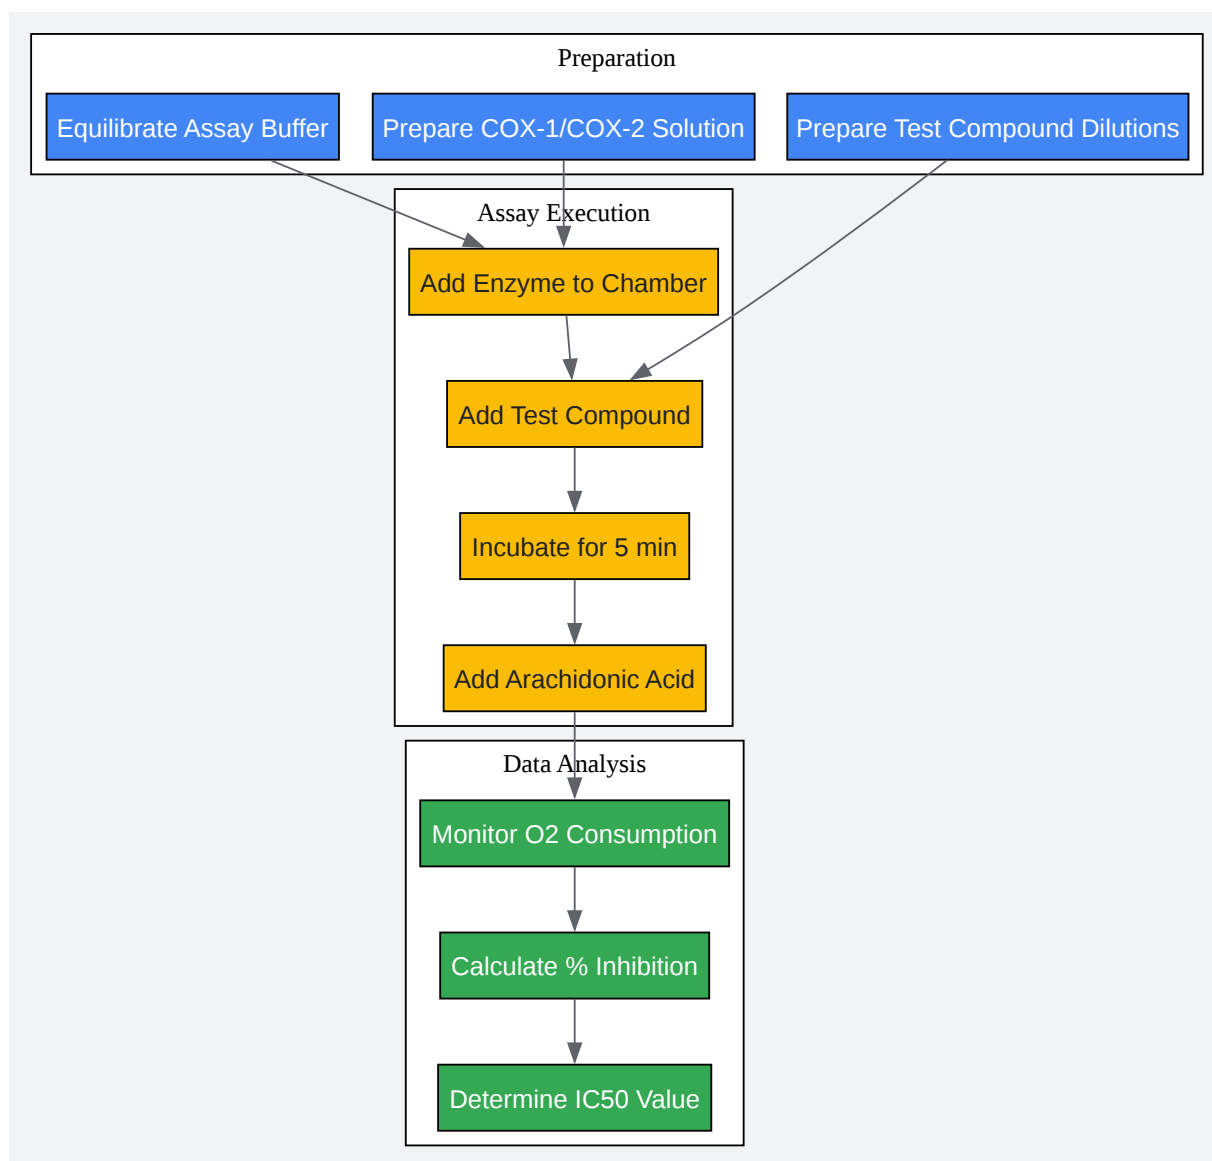 Preparation
Equilibrate Assay Buffer
Prepare COX-1/COX-2 Solution
Prepare Test Compound Dilutions
Assay Execution
Add Enzyme to Chamber
Add Test Compound
Incubate for 5 min
Add Arachidonic Acid
Data Analysis
Monitor O2 Consumption
Calculate % Inhibition
Determine IC50 Value